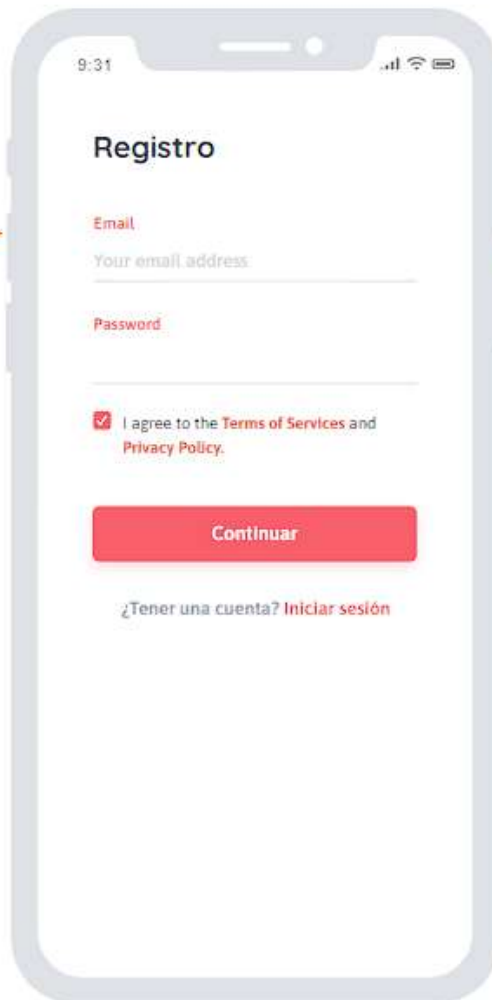 9:31
Registro
Email
Your email address
Password
I agree to the Terms of Services and
Privacy Policy.
Continuar
¿Tener una cuenta? Iniciar sesión